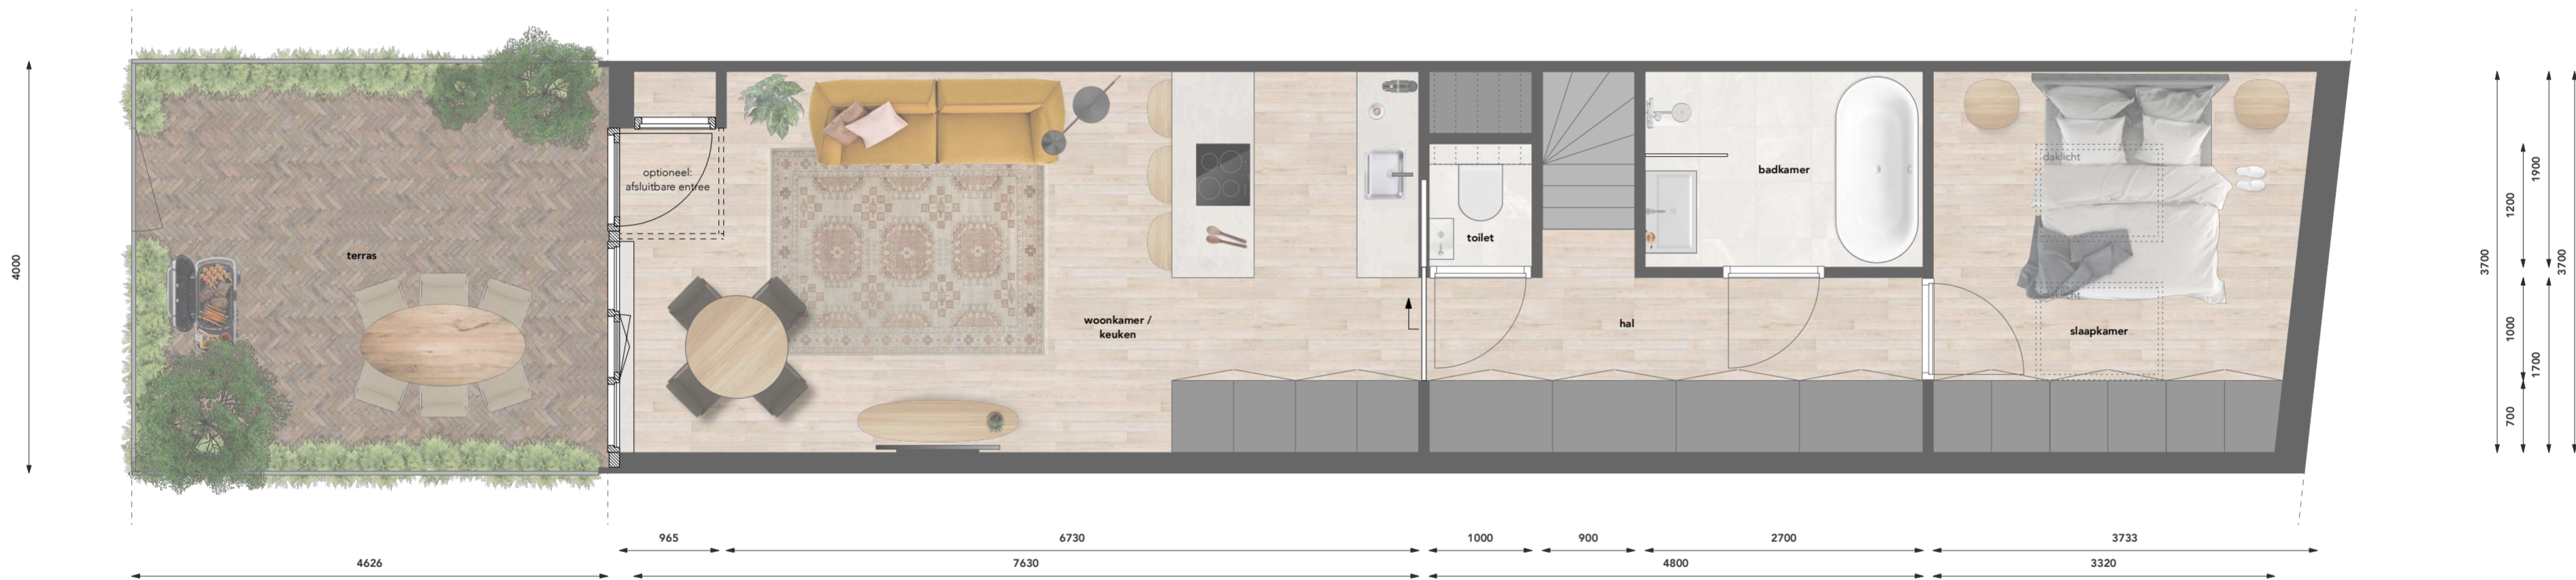 4000
terras
optioneel:
afsluitbare entree
woonkamer /
keuken
toilet
hal
badkamer
daklicht
daklicht
slaapkamer
3700
1200
1000
700
1900
1700
3700
965
6730
1000
900
2700
3733
4626
7630
4800
3320